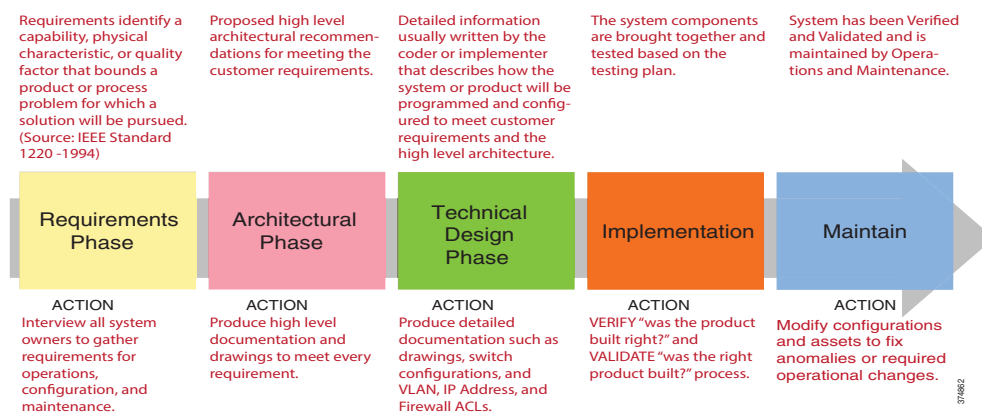 Requirements identify a
capability, physical
characteristic, or quality
factor that bounds a
product or process
problem for which a
solution will be pursued.
(Source: IEEE Standard
1220 -1994)
Proposed high level
architectural recommen-
dations for meeting the
customer requirements.
Detailed information
usually written by the
coder or implementer
that describes how the
system or product will be
programmed and config-
ured to meet customer
requirements and the
high level architecture.
The system components
are brought together and
tested based on the
testing plan.
System has been Verified
and Validated and is
maintained by Opera-
tions and Maintenance.
Requirements
Phase
Architectural
Phase
Technical
Design
Phase
Implementation
Maintain
ACTION
Interview all system
owners to gather
requirements for
operations,
configuration, and
maintenance.
ACTION
Produce high level
documentation and
drawings to meet every
requirement.
ACTION
Produce detailed
documentation such as
drawings, switch
configurations, and
VLAN, IP Address, and
Firewall ACLs.
ACTION
VERIFY “was the product
built right?” and
VALIDATE “was the right
product built?” process.
ACTION
Modify configurations
and assets to fix
anomalies or required
operational changes.
374862